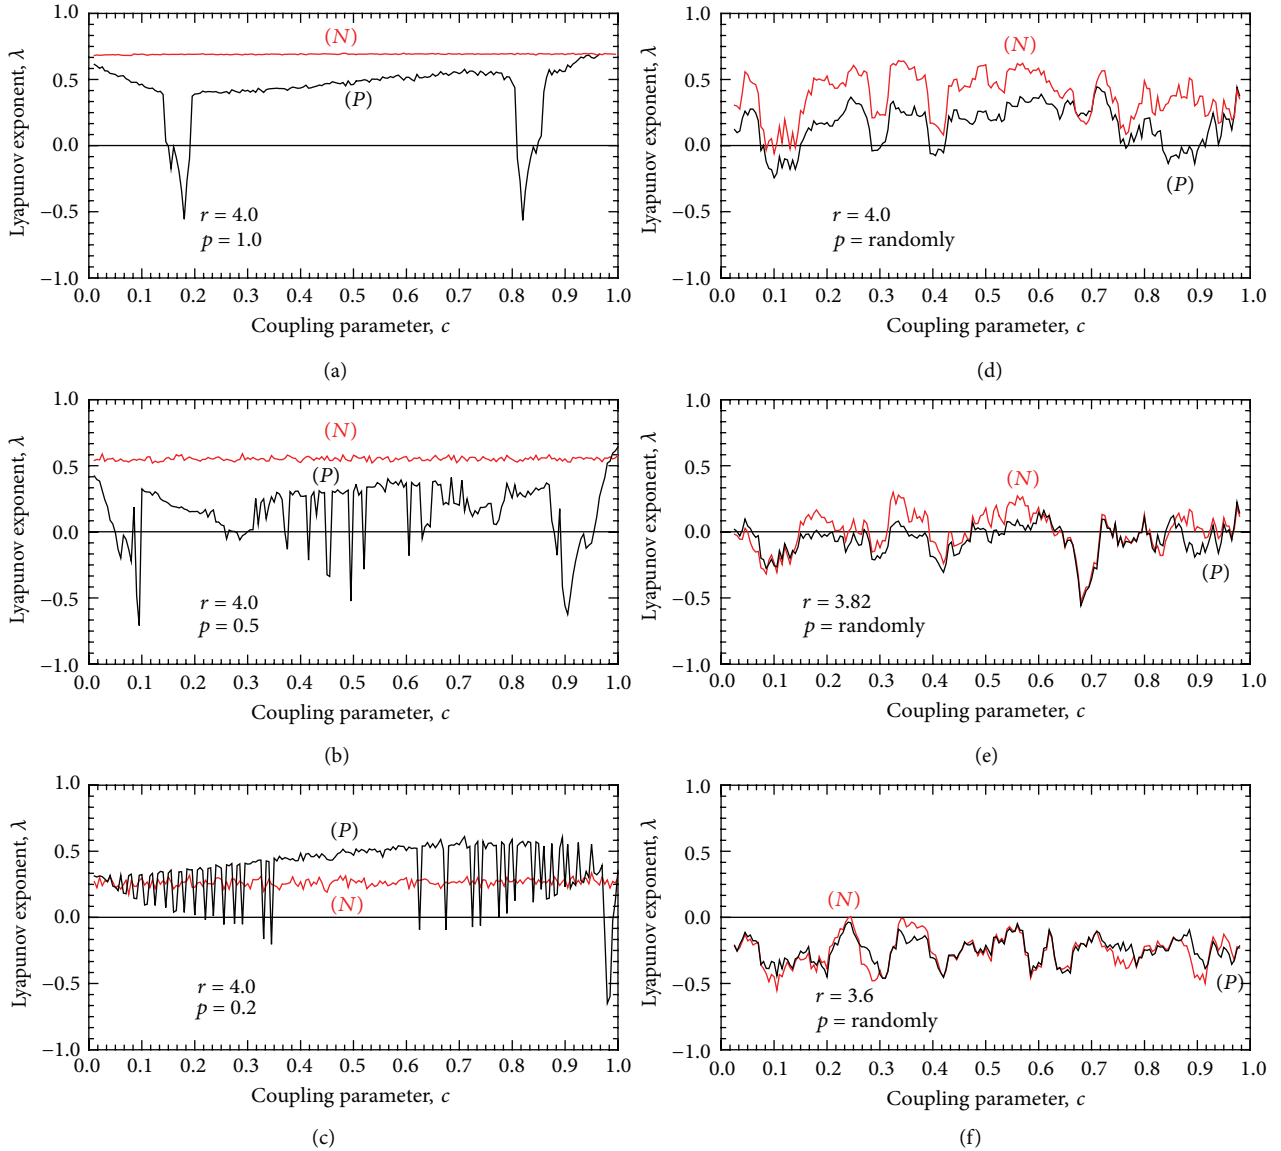 1.0
0.5
0.0
−0.5
−1.0
Lyapunov exponent, λ
(N)
(P)
r = 4.0
p = 1.0
0.0 0.1 0.2 0.3 0.4 0.5 0.6 0.7 0.8 0.9 1.0
Coupling parameter, c
(a)
1.0
0.5
0.0
−0.5
−1.0
Lyapunov exponent, λ
(N)
(P)
r = 4.0
p = randomly
0.0 0.1 0.2 0.3 0.4 0.5 0.6 0.7 0.8 0.9 1.0
Coupling parameter, c
(d)
1.0
0.5
0.0
−0.5
−1.0
Lyapunov exponent, λ
(N)
(P)
r = 4.0
p = 0.5
0.0 0.1 0.2 0.3 0.4 0.5 0.6 0.7 0.8 0.9 1.0
Coupling parameter, c
(b)
1.0
0.5
0.0
−0.5
−1.0
Lyapunov exponent, λ
(N)
(P)
r = 3.82
p = randomly
0.0 0.1 0.2 0.3 0.4 0.5 0.6 0.7 0.8 0.9 1.0
Coupling parameter, c
(e)
1.0
0.5
0.0
−0.5
−1.0
Lyapunov exponent, λ
(P)
(N)
r = 4.0
p = 0.2
0.0 0.1 0.2 0.3 0.4 0.5 0.6 0.7 0.8 0.9 1.0
Coupling parameter, c
(c)
1.0
0.5
0.0
−0.5
−1.0
Lyapunov exponent, λ
(N)
(P)
r = 3.6
p = randomly
0.0 0.1 0.2 0.3 0.4 0.5 0.6 0.7 0.8 0.9 1.0
Coupling parameter, c
(f)